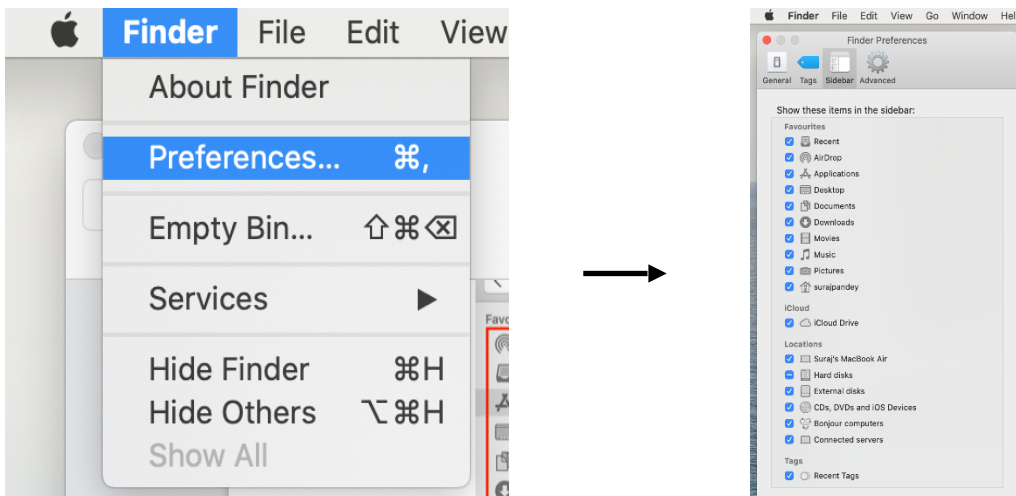 Finder File Edit View
About Finder
Preferences... ⌘,
Empty Bin... ⇧⌘⌫
Services ▶
Hide Finder ⌘H
Hide Others ⌥⌘H
Show All
Finder File Edit View Go Window Hel
Finder Preferences
General Tags Sidebar Advanced
Show these items in the sidebar:
Favourites
Recent
AirDrop
Applications
Desktop
Documents
Downloads
Movies
Music
Pictures
surajpandey
iCloud
iCloud Drive
Locations
Suraj's MacBook Air
Hard disks
External disks
CDs, DVDs and iOS Devices
Bonjour computers
Connected servers
Tags
Recent Tags